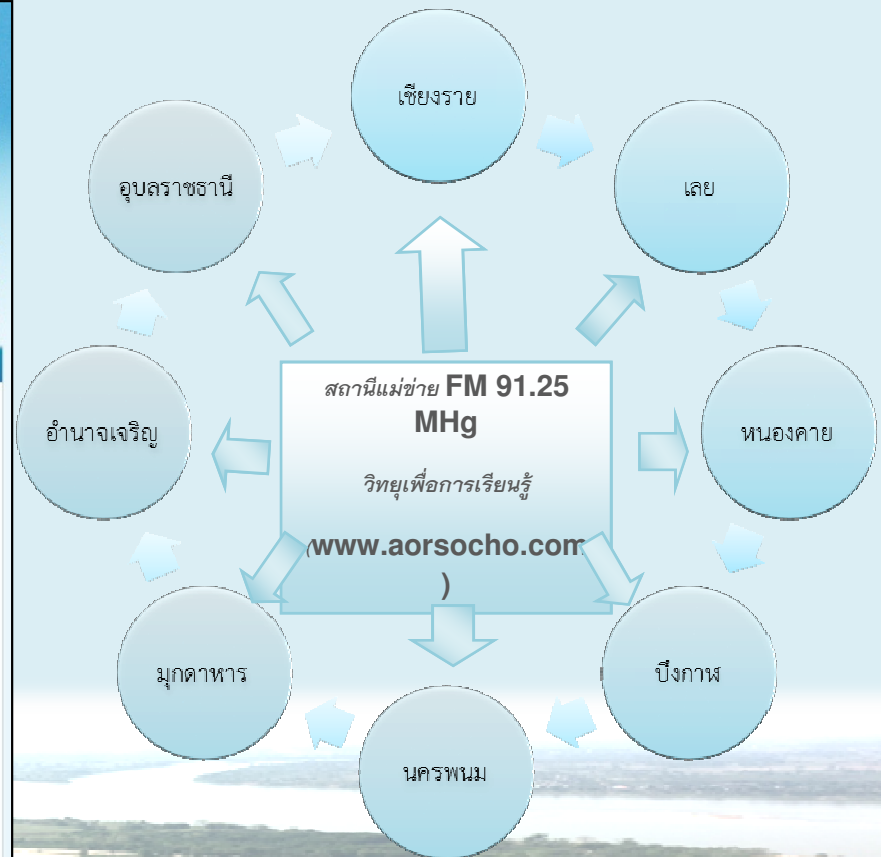 เชียงราย
เลย
หนองคาย
บึงกาฬ
นครพนม
มุกดาหาร
อำนาจเจริญ
อุบลราชธานี
สถานีแม่ข่าย FM 91.25
MHg
วิทยุเพื่อการเรียนรู้
(www.aorsocho.com
)